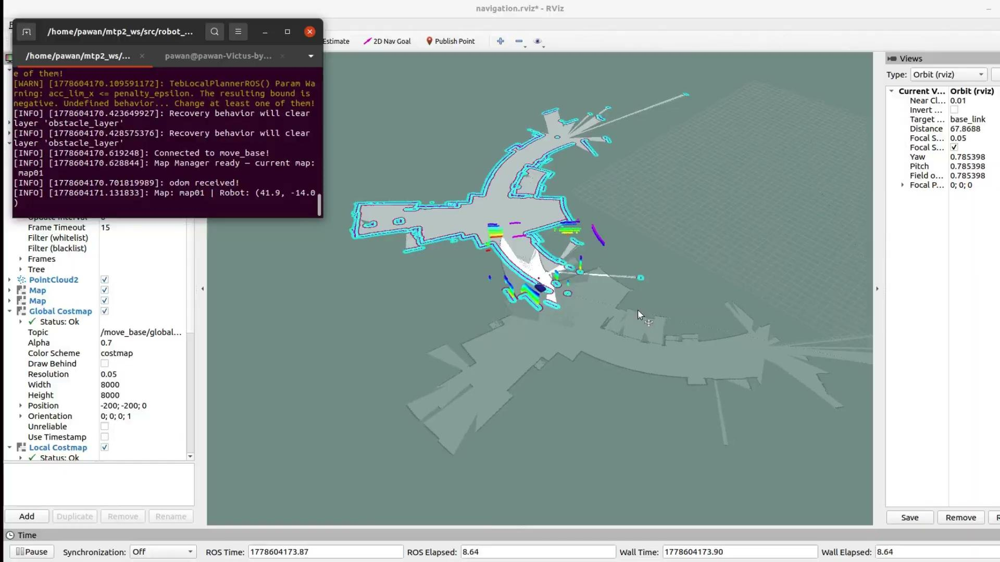 navigation.rviz* - RViz
/home/pawan/mtp2_ws/src/robot_...
/home/pawan/mtp2_ws/...
pawan@pawan-Victus-by...
Estimate
2D Nav Goal
Publish Point
e of them!
[WARN] [1778604170.109591172]: TebLocalPlannerROS() Param Wa
rning: acc_lim_x <= penalty_epsilon. The resulting bound is
negative. Undefined behavior... Change at least one of them!
[INFO] [1778604170.423649927]: Recovery behavior will clear
layer 'obstacle_layer'
[INFO] [1778604170.428575376]: Recovery behavior will clear
layer 'obstacle_layer'
[INFO] [1778604170.619248]: Connected to move_base!
[INFO] [1778604170.628844]: Map Manager ready — current map:
map01
[INFO] [1778604170.701819989]: odom received!
[INFO] [1778604171.131833]: Map: map01 | Robot: (41.9, -14.0
)
Update Interval
Frame Timeout 15
Filter (whitelist)
Filter (blacklist)
Frames
Tree
PointCloud2
Map
Map
Global Costmap
Status: Ok
Topic /move_base/global...
Alpha 0.7
Color Scheme costmap
Draw Behind
Resolution 0.05
Width 8000
Height 8000
Position -200; -200; 0
Orientation 0; 0; 0; 1
Unreliable
Use Timestamp
Local Costmap
Status: Ok
Add Duplicate Remove Rename
Views
Type: Orbit (rviz)
Current V... Orbit (rviz)
Near Cl... 0.01
Invert ...
Target ... base_link
Distance 67.8688
Focal S... 0.05
Focal S...
Yaw 0.785398
Pitch 0.785398
Field o... 0.785398
Focal P... 0; 0; 0
Save Remove
Time
Pause Synchronization: Off ROS Time: 1778604173.87 ROS Elapsed: 8.64 Wall Time: 1778604173.90 Wall Elapsed: 8.64